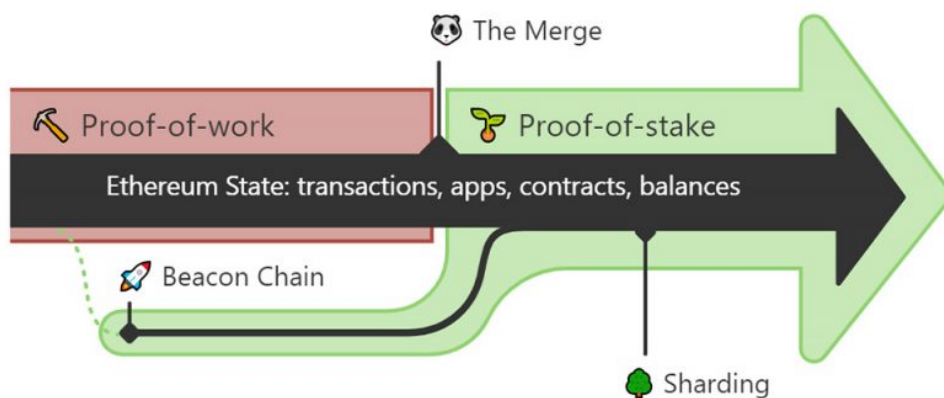 The Merge
Proof-of-work
Proof-of-stake
Ethereum State: transactions, apps, contracts, balances
Beacon Chain
Sharding